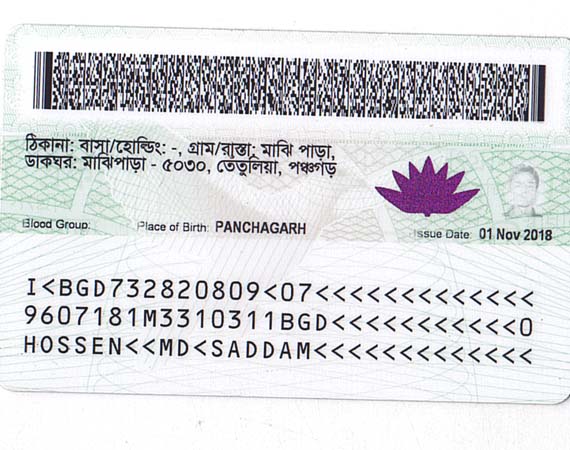 ঠিকানা: বাসা/হোল্ডিং: -, গ্রাম/রাস্তা: মাঝি পাড়া,
ডাকঘর: মাঝিপাড়া - ৫০৩০, তেতুলিয়া, পঞ্চগড়
Blood Group: Place of Birth: PANCHAGARH Issue Date: 01 Nov 2018
I<BGD732820809<07<<<<<<<<<<<<<
9607181M3310311BGD<<<<<<<<<<<0
HOSSEN<<MD<SADDAM<<<<<<<<<<<<<